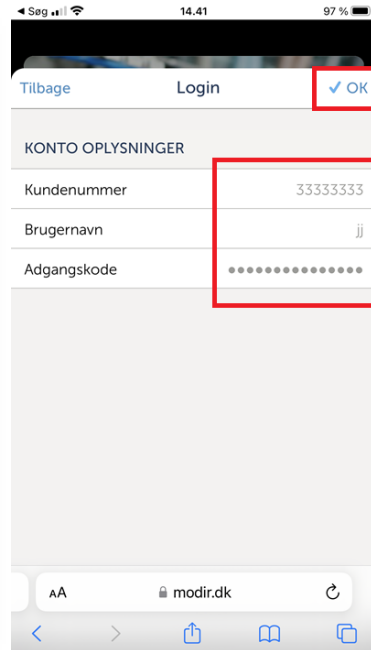 ◀ Søg 14.41 97 %
Tilbage Login ✓ OK
KONTO OPLYSNINGER
Kundenummer 33333333
Brugernavn jj
Adgangskode ●●●●●●●●●●●●●●●
AA modir.dk